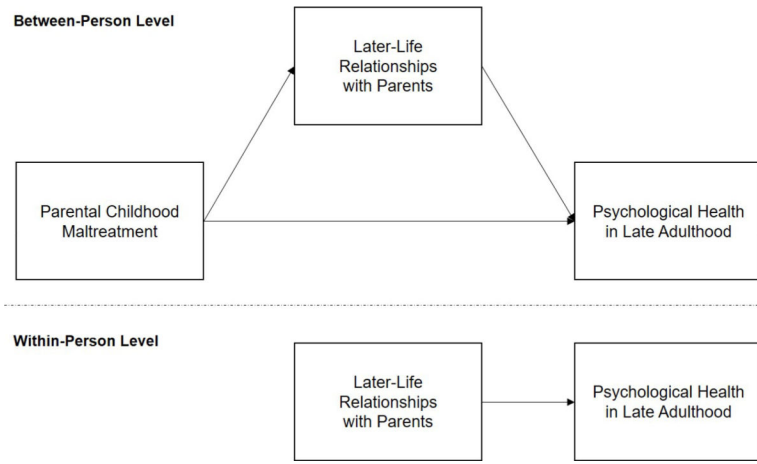 Between-Person Level
Later-Life
Relationships
with Parents
Parental Childhood
Maltreatment
Psychological Health
in Late Adulthood
Within-Person Level
Later-Life
Relationships
with Parents
Psychological Health
in Late Adulthood